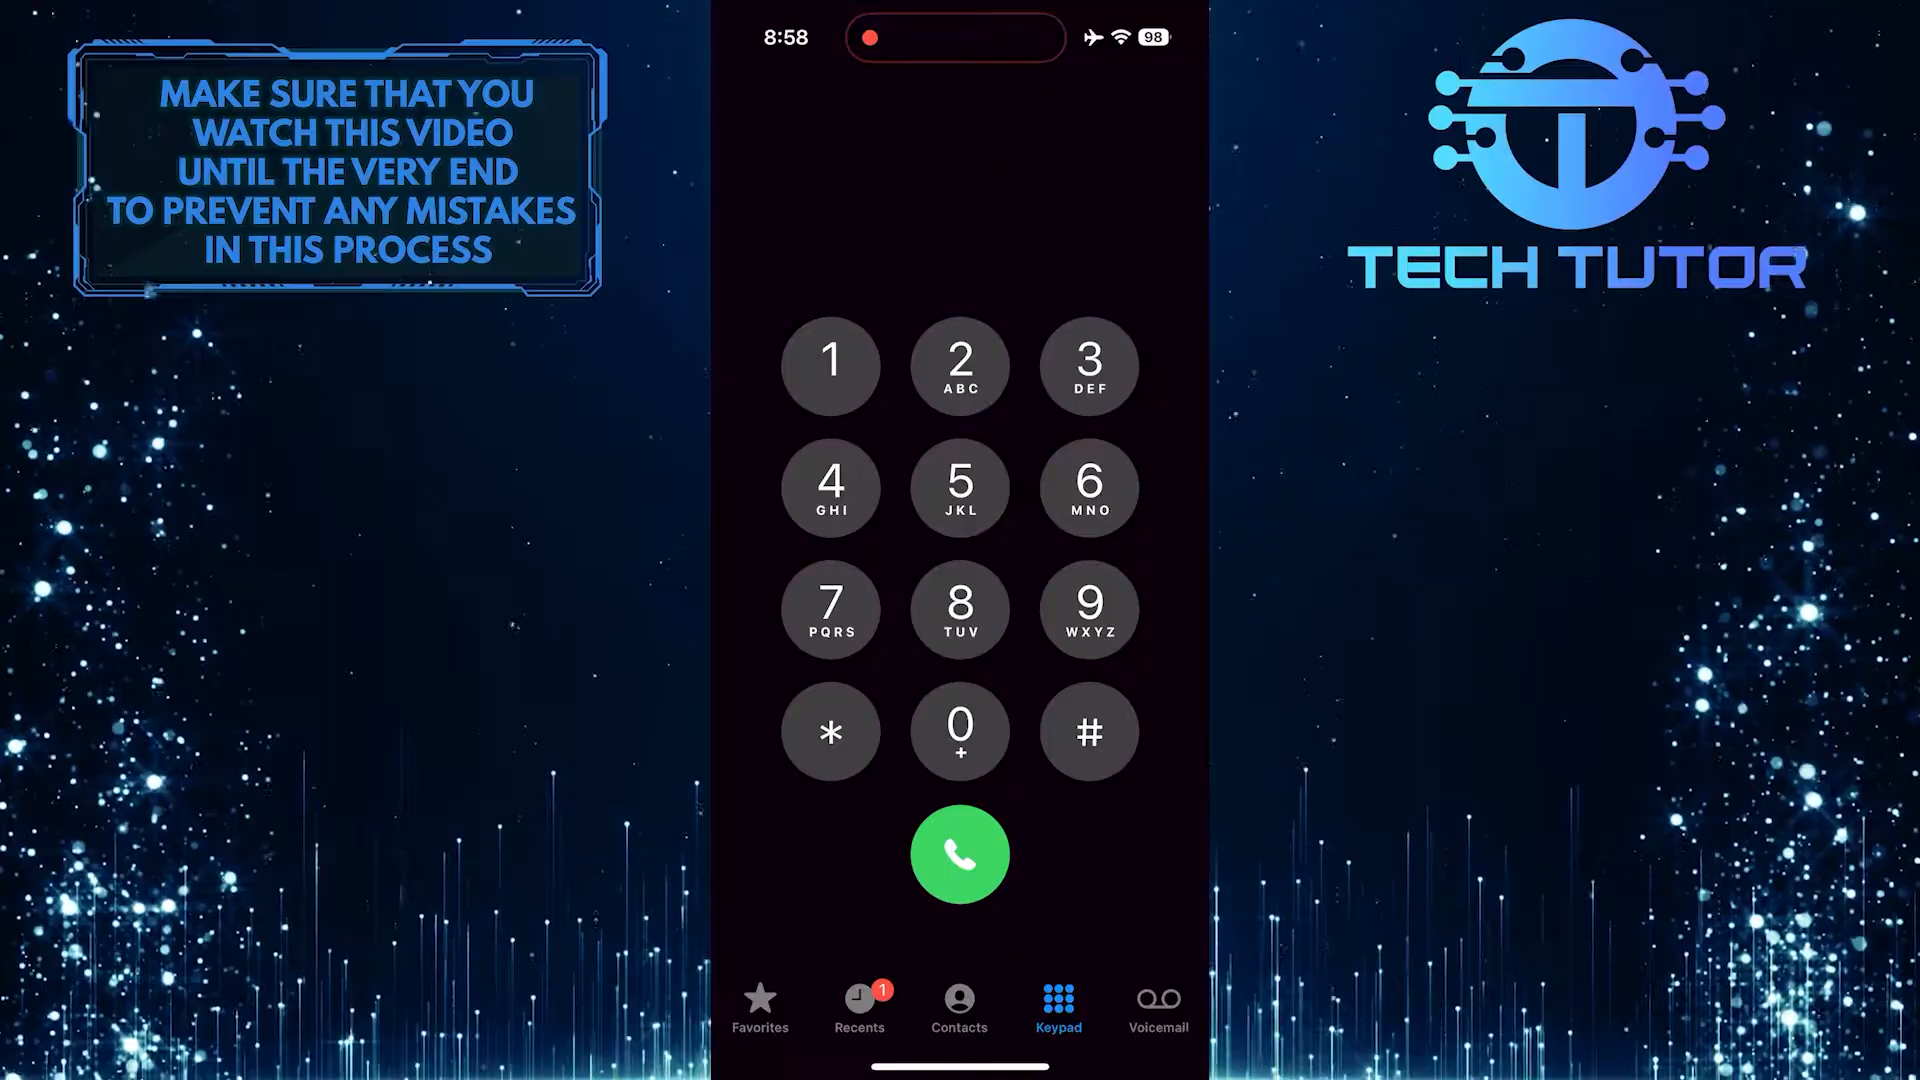 MAKE SURE THAT YOU
WATCH THIS VIDEO
UNTIL THE VERY END
TO PREVENT ANY MISTAKES
IN THIS PROCESS
8:58
98
TECH TUTOR
1
2
ABC
3
DEF
4
GHI
5
JKL
6
MNO
7
PQRS
8
TUV
9
WXYZ
*
0
+
#
1
Favorites
Recents
Contacts
Keypad
Voicemail